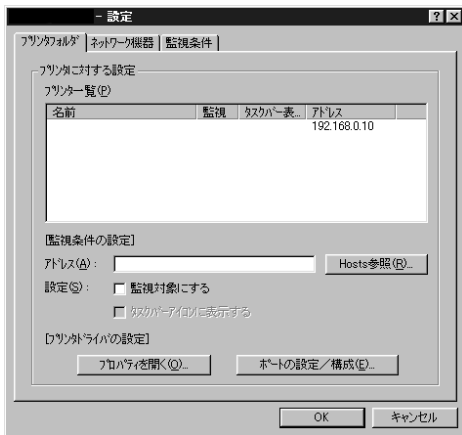 - 設定
プリンタフォルダ ネットワーク機器 監視条件
プリンタに対する設定
プリンター覧(P)
名前 監視 タスクバー表... アドレス
192.168.0.10
[監視条件の設定]
アドレス(A): Hosts参照(R)...
設定(S): 監視対象にする
タスクバーアイコンに表示する
[プリンタドライバの設定]
プロパティを開く(O)... ポートの設定/構成(E)...
OK キャンセル